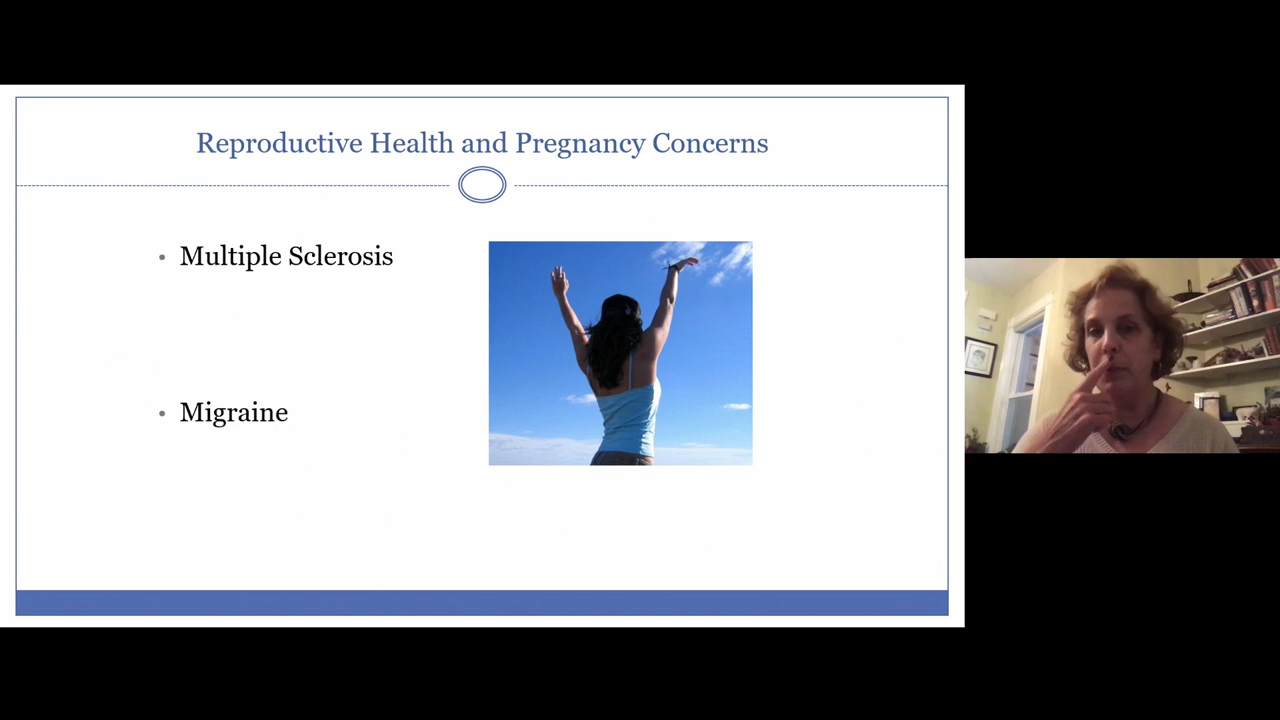 Reproductive Health and Pregnancy Concerns
• Multiple Sclerosis
• Migraine